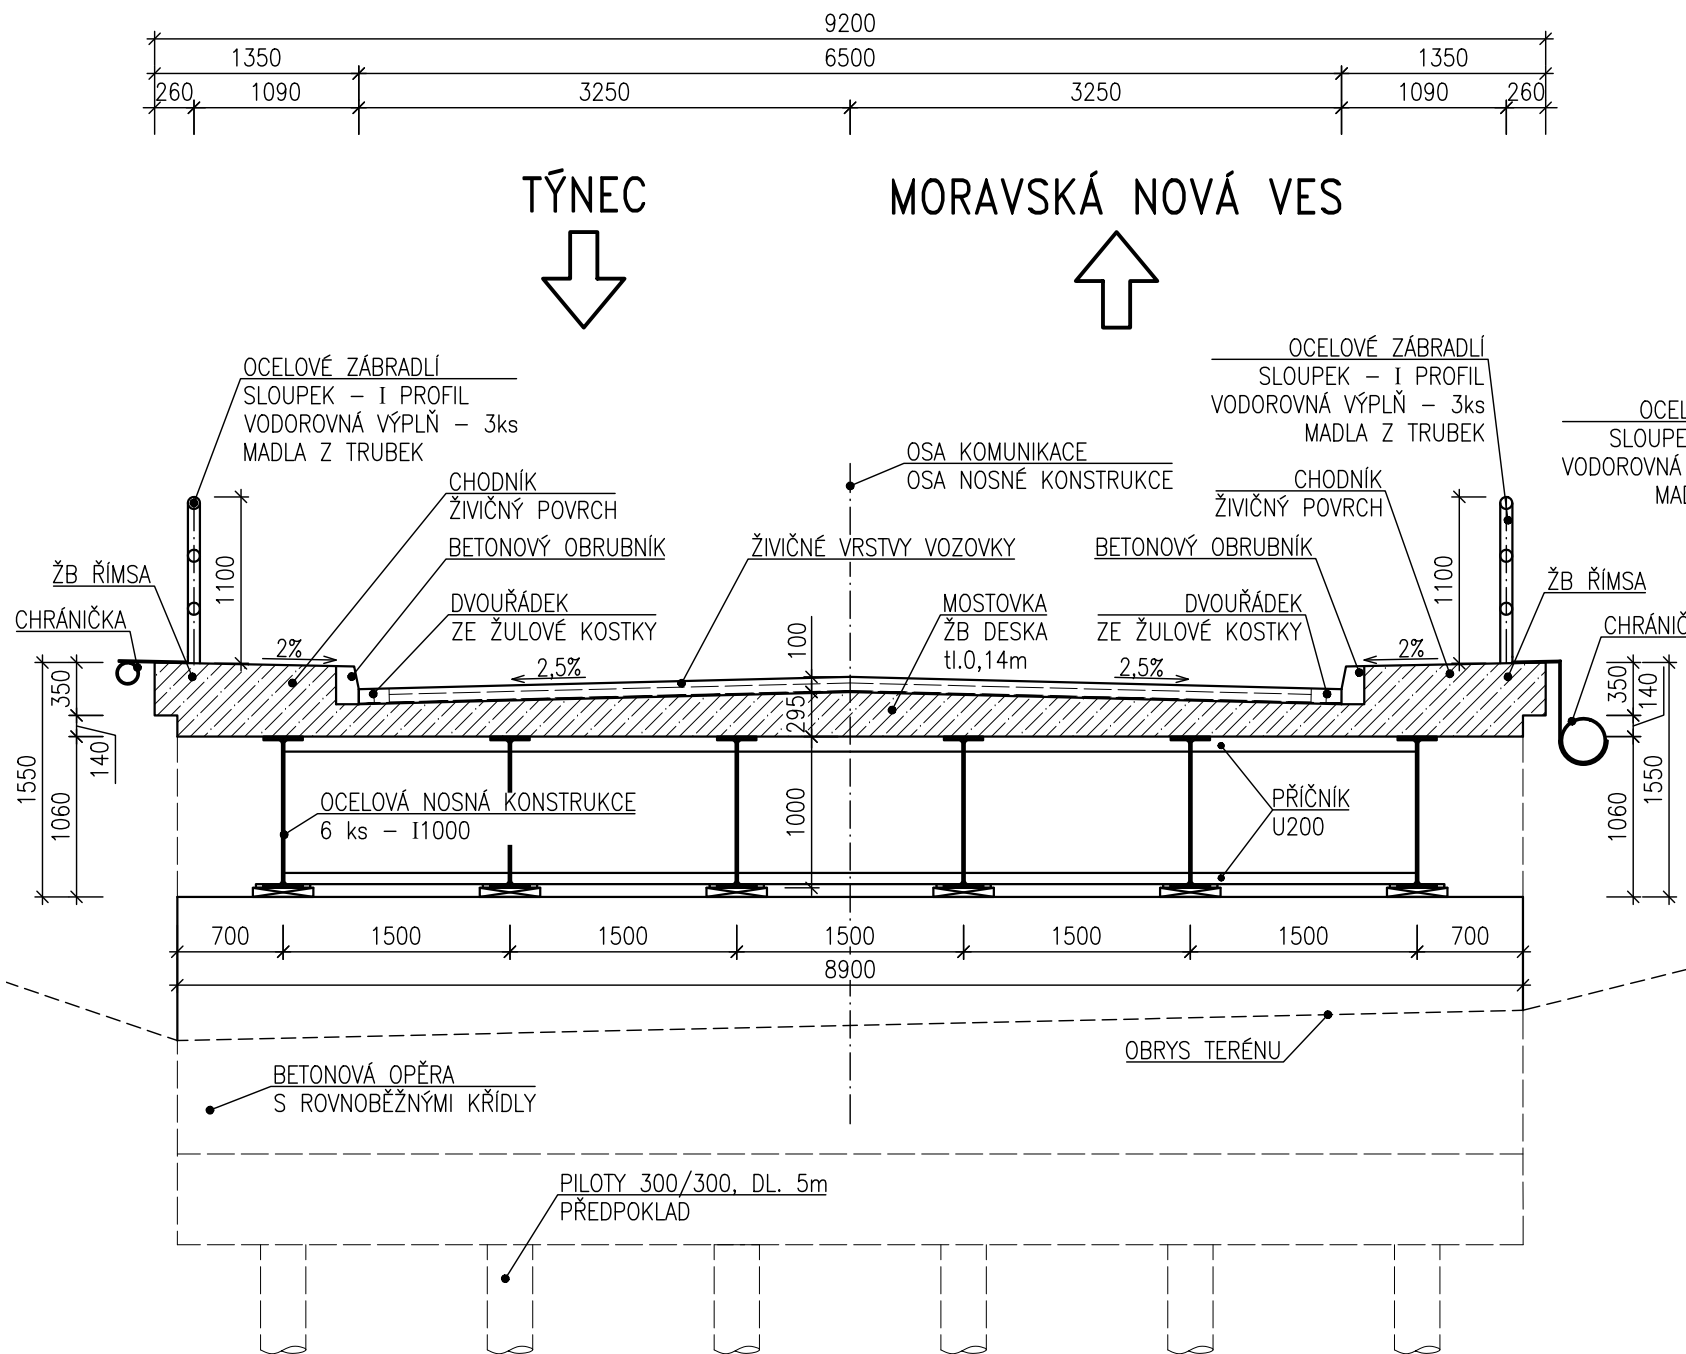 9200
1350 6500 1350
260 1090 3250 3250 1090 260
TÝNEC MORAVSKÁ NOVÁ VES
OCELOVÉ ZÁBRADLÍ
SLOUPEK – I PROFIL
VODOROVNÁ VÝPLŇ – 3ks
MADLA Z TRUBEK
OCELOVÉ ZÁBRADLÍ
SLOUPEK – I PROFIL
VODOROVNÁ VÝPLŇ – 3ks
MADLA Z TRUBEK
OCEL
SLOUPE
VODOROVNÁ
MAD
OSA KOMUNIKACE
OSA NOSNÉ KONSTRUKCE
CHODNÍK
ŽIVIČNÝ POVRCH
CHODNÍK
ŽIVIČNÝ POVRCH
BETONOVÝ OBRUBNÍK
ŽIVIČNÉ VRSTVY VOZOVKY
BETONOVÝ OBRUBNÍK
1100
1100
ŽB ŘÍMSA
ŽB ŘÍMSA
CHRÁNIČKA
CHRÁNIČ
DVOUŘÁDEK
ZE ŽULOVÉ KOSTKY
MOSTOVKA
ŽB DESKA
tl.0,14m
DVOUŘÁDEK
ZE ŽULOVÉ KOSTKY
2% 2,5% 100 2,5% 2%
350
140
1060
1550
295
1000
350
140
1060
1550
OCELOVÁ NOSNÁ KONSTRUKCE
6 ks – I1000
PŘÍČNÍK
U200
700 1500 1500 1500 1500 1500 700
8900
OBRYS TERÉNU
BETONOVÁ OPĚRA
S ROVNOBĚŽNÝMI KŘÍDLY
PILOTY 300/300, DL. 5m
PŘEDPOKLAD